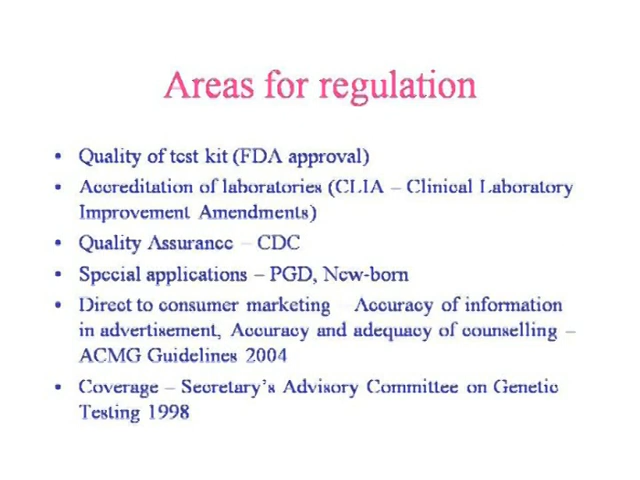 Areas for regulation
• Quality of test kit (FDA approval)
• Accreditation of laboratories (CLIA – Clinical Laboratory
Improvement Amendments)
• Quality Assurance – CDC
• Special applications – PGD, New-born
• Direct to consumer marketing – Accuracy of information
in advertisement, Accuracy and adequacy of counselling –
ACMG Guidelines 2004
• Coverage – Secretary's Advisory Committee on Genetic
Testing 1998